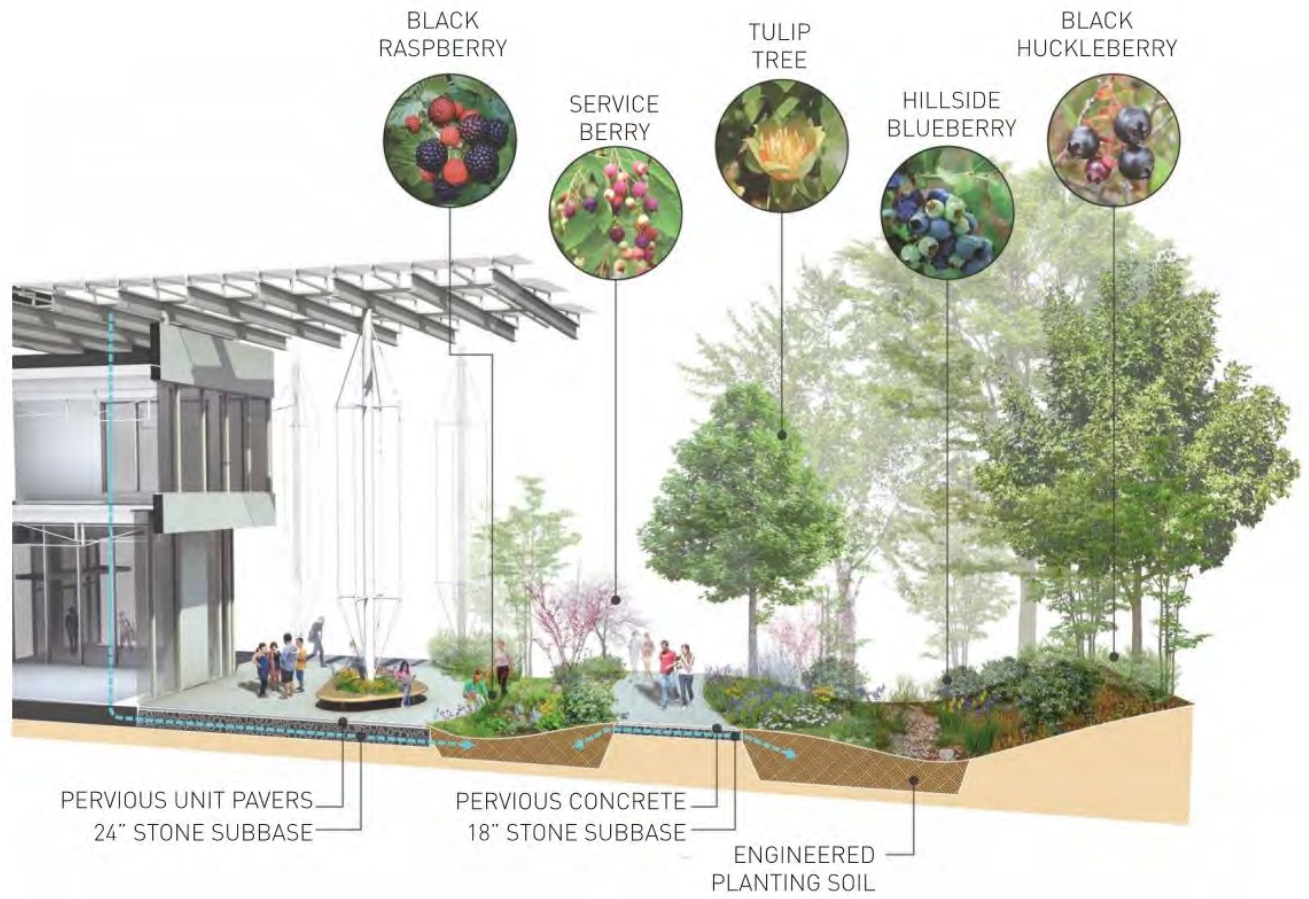 BLACK
RASPBERRY
SERVICE
BERRY
TULIP
TREE
HILLSIDE
BLUEBERRY
BLACK
HUCKLEBERRY
PERVIOUS UNIT PAVERS
24” STONE SUBBASE
PERVIOUS CONCRETE
18” STONE SUBBASE
ENGINEERED
PLANTING SOIL